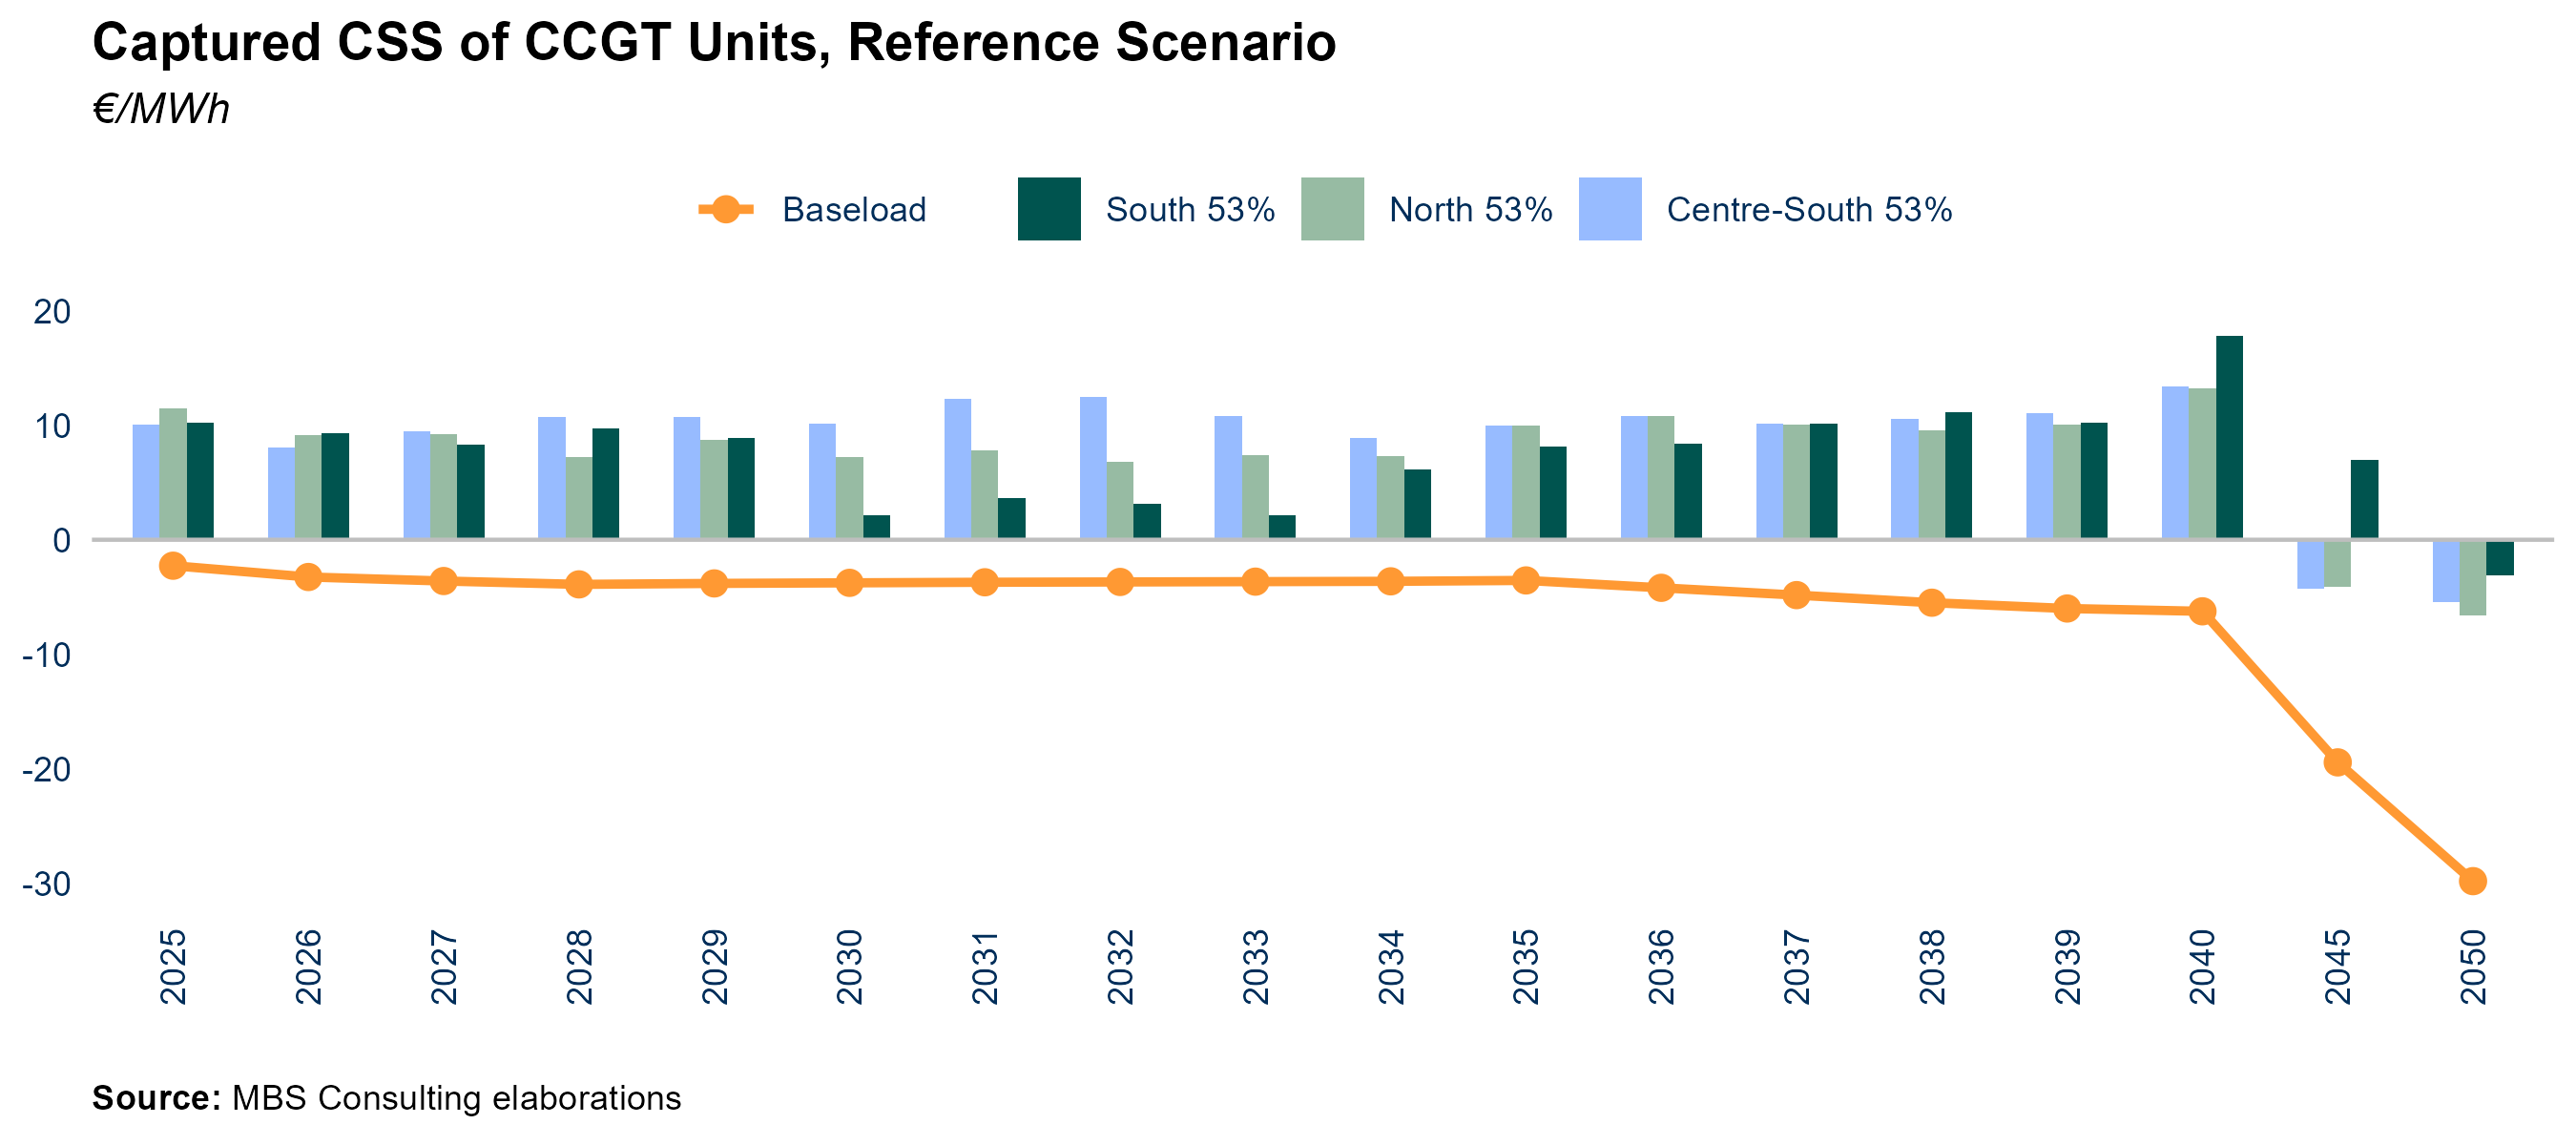 Captured CSS of CCGT Units, Reference Scenario
€/MWh
Baseload South 53% North 53% Centre-South 53%
20
10
0
-10
-20
-30
2025 2026 2027 2028 2029 2030 2031 2032 2033 2034 2035 2036 2037 2038 2039 2040 2045 2050
Source: MBS Consulting elaborations